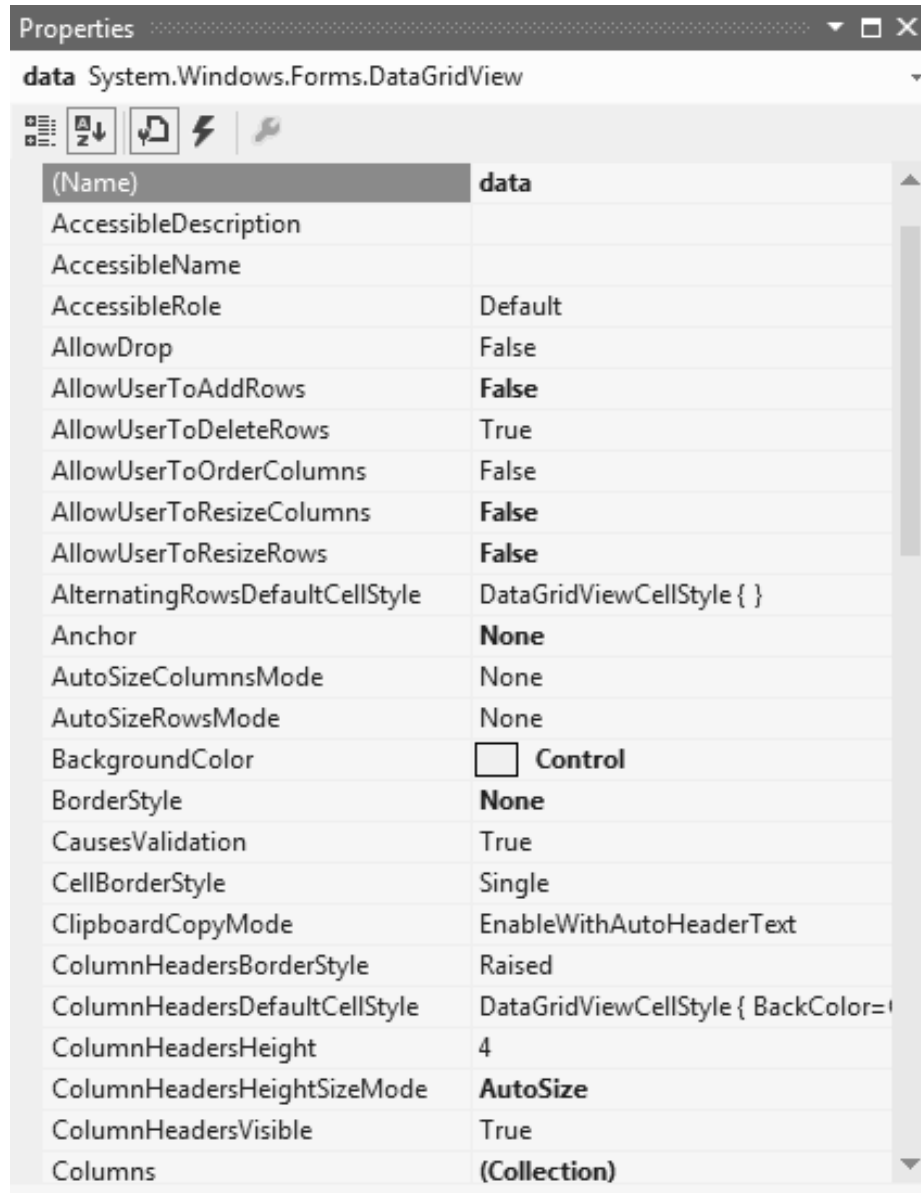 Properties
data System.Windows.Forms.DataGridView
(Name) data
AccessibleDescription
AccessibleName
AccessibleRole Default
AllowDrop False
AllowUserToAddRows False
AllowUserToDeleteRows True
AllowUserToOrderColumns False
AllowUserToResizeColumns False
AllowUserToResizeRows False
AlternatingRowsDefaultCellStyle DataGridViewCellStyle { }
Anchor None
AutoSizeColumnsMode None
AutoSizeRowsMode None
BackgroundColor Control
BorderStyle None
CausesValidation True
CellBorderStyle Single
ClipboardCopyMode EnableWithAutoHeaderText
ColumnHeadersBorderStyle Raised
ColumnHeadersDefaultCellStyle DataGridViewCellStyle { BackColor=
ColumnHeadersHeight 4
ColumnHeadersHeightSizeMode AutoSize
ColumnHeadersVisible True
Columns (Collection)